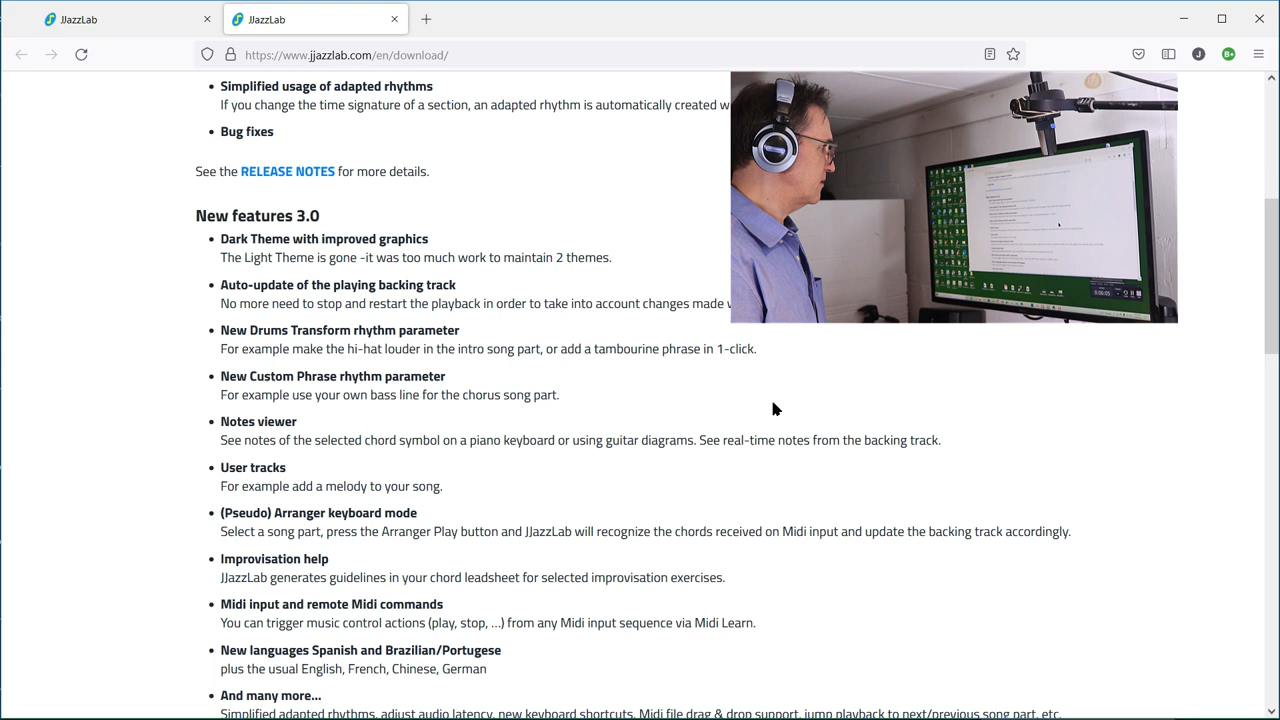 JJazzLab
JJazzLab
https://www.jjazzlab.com/en/download/
Simplified usage of adapted rhythms
If you change the time signature of a section, an adapted rhythm is automatically created w
Bug fixes
See the RELEASE NOTES for more details.
New features 3.0
Dark Theme with improved graphics
The Light Theme is off - it was too much work to maintain 2 themes.
Auto-update of the playing backing track
No more need to stop and restart the playback in order to take into account changes made v
New Drums Transform rhythm parameter
For example make the hi-hat louder in the intro song part, or add a tambourine phrase in 1-click.
New Custom Phrase rhythm parameter
For example use your own bass line for the chorus song part.
Notes viewer
See notes of the selected chord symbol on a piano keyboard or using guitar diagrams. See real-time notes from the backing track.
User tracks
For example add a melody to your song.
(Pseudo) Arranger keyboard mode
Select a song part, press the Arranger Play button and JJazzLab will recognize the chords received on Midi input and update the backing track accordingly.
Improvisation help
JJazzLab generates guidelines in your chord leadsheet for selected improvisation exercises.
Midi input and remote Midi commands
You can trigger music control actions (play, stop, ...) from any Midi input sequence via Midi Learn.
New languages Spanish and Brazilian/Portugese
plus the usual English, French, Chinese, German
And many more...
Simplified adapted rhythms, adjust audio latency, new keyboard shortcuts, Midi file drag & drop support, jump playback to next/previous song part, etc.